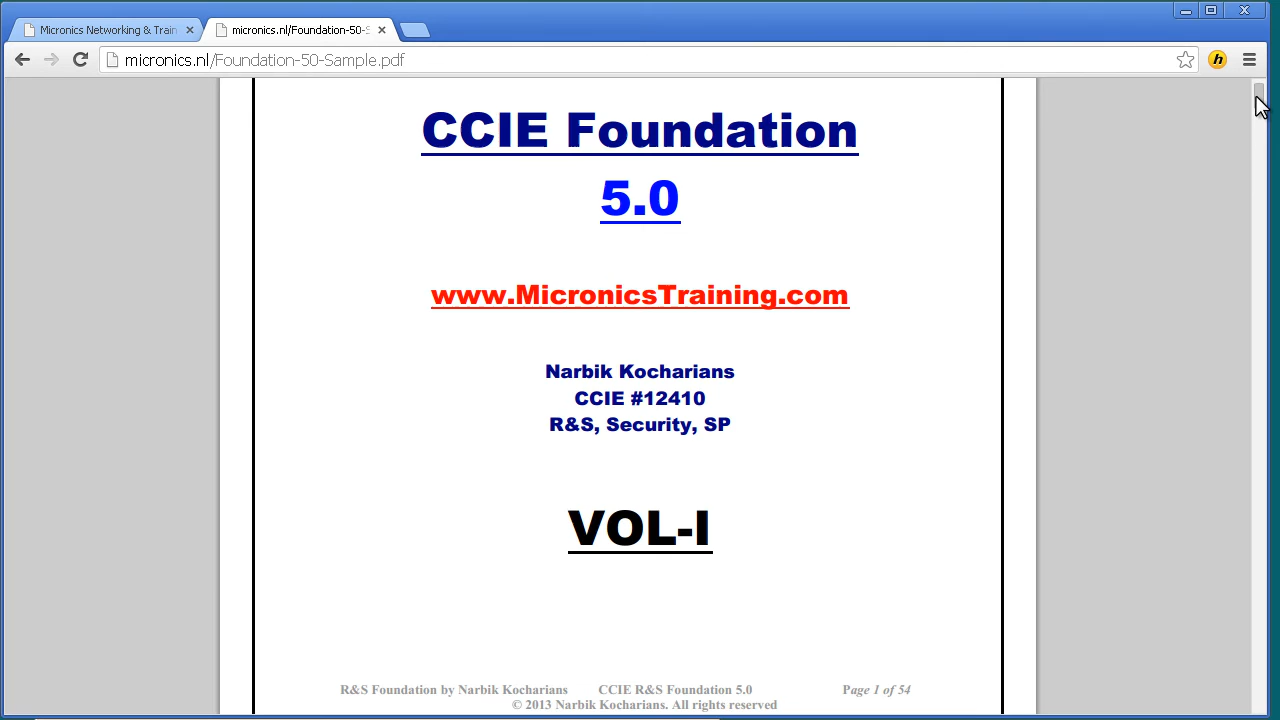 Micronics Networking & Train
micronics.nl/Foundation-50-S
micronics.nl/Foundation-50-Sample.pdf
h
CCIE Foundation
5.0
www.MicronicsTraining.com
Narbik Kocharians
CCIE #12410
R&S, Security, SP
VOL-I
R&S Foundation by Narbik Kocharians CCIE R&S Foundation 5.0 Page 1 of 54
© 2013 Narbik Kocharians. All rights reserved